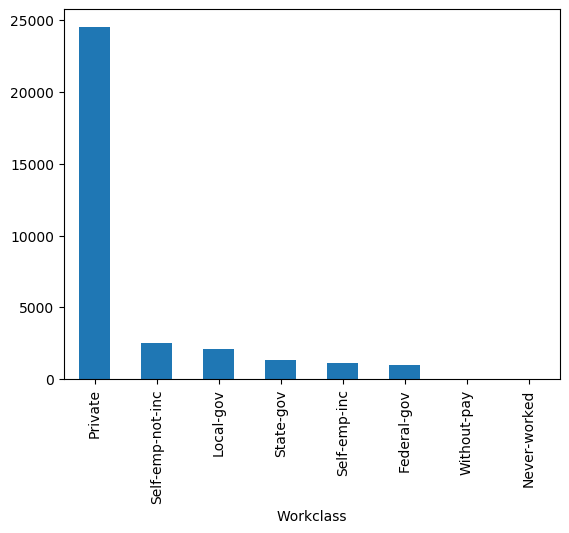 25000
20000
15000
10000
5000
0
Private
Self-emp-not-inc
Local-gov
State-gov
Self-emp-inc
Federal-gov
Without-pay
Never-worked
Workclass